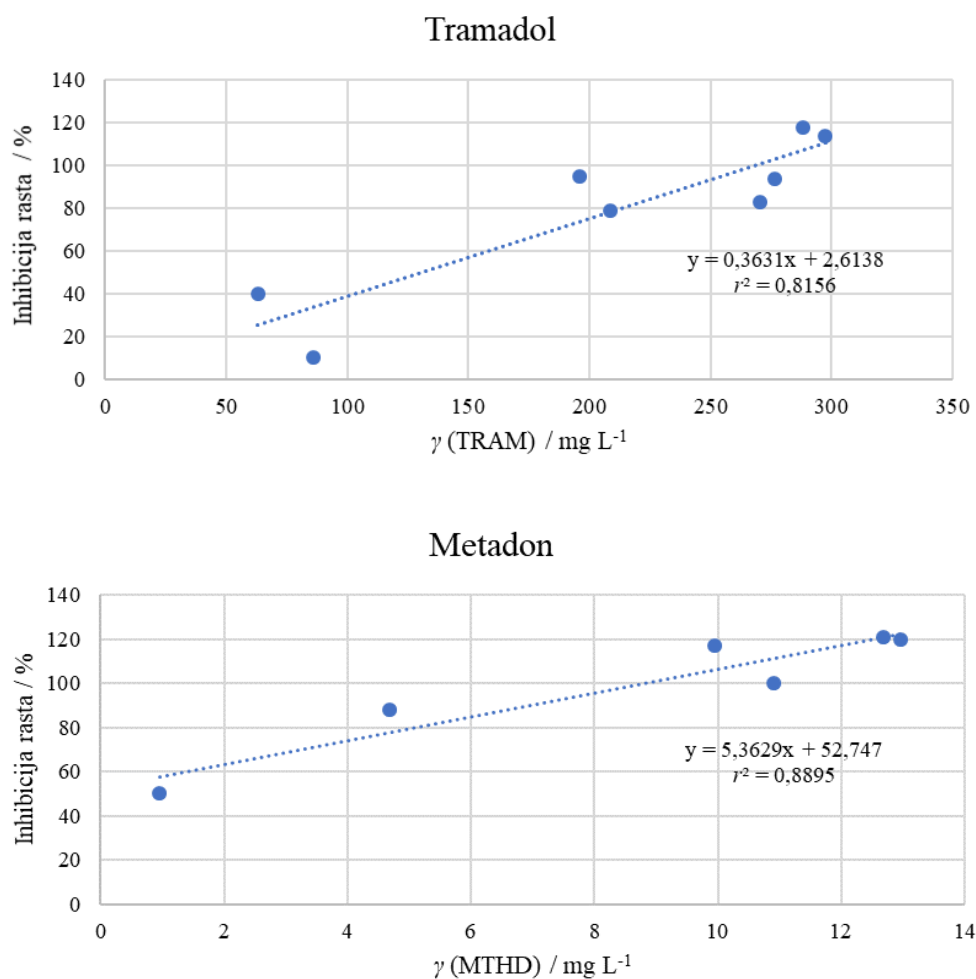 Tramadol
Inhibicija rasta / %
140
120
100
80
60
40
20
0
y = 0,3631x + 2,6138
r² = 0,8156
0 50 100 150 200 250 300 350
γ (TRAM) / mg L⁻¹
Metadon
Inhibicija rasta / %
140
120
100
80
60
40
20
0
y = 5,3629x + 52,747
r² = 0,8895
0 2 4 6 8 10 12 14
γ (MTHD) / mg L⁻¹